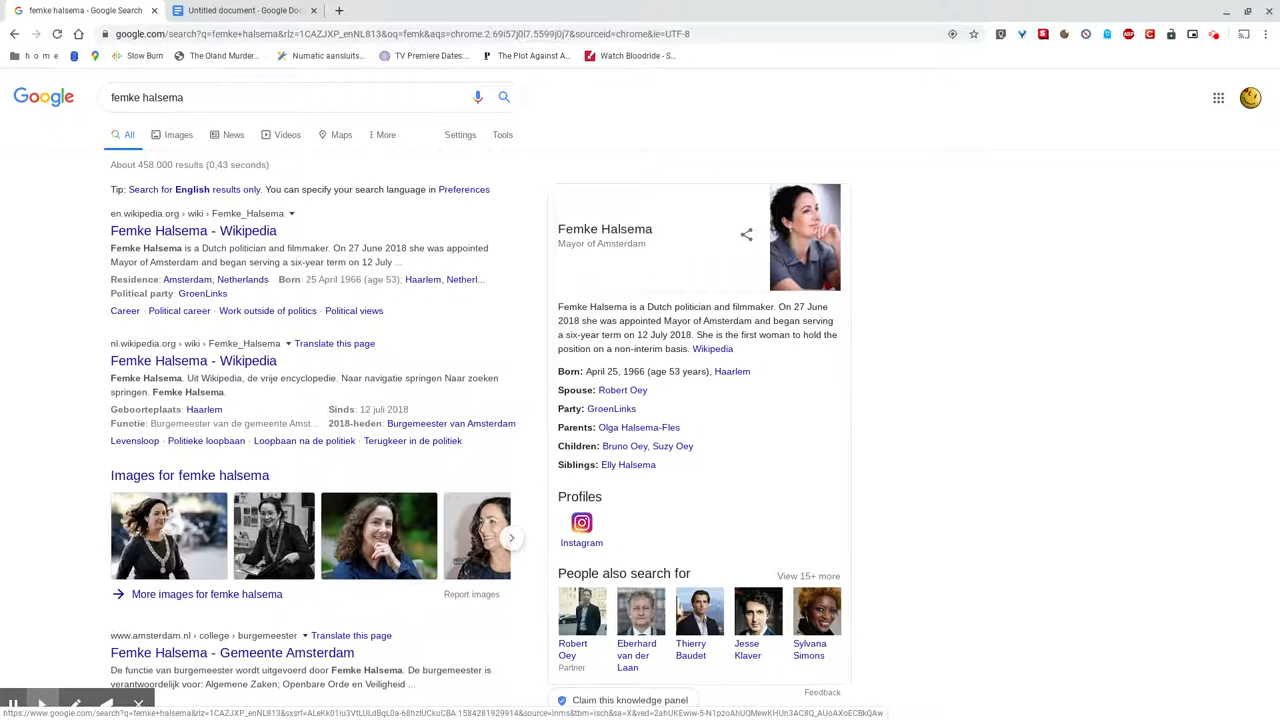 femke halsema - Google Search
Untitled document - Google Doc
google.com/search?q=femke+halsema&rlz=1CAZJXP_enNL813&oq=femk&aqs=chrome.2.69i57j0l7.5599j0j7&sourceid=chrome&ie=UTF-8
h o m e
Slow Burn
The Oland Murder...
Numatic aansluits...
TV Premiere Dates:...
The Plot Against A...
Watch Bloodride - S...
Google
femke halsema
All Images News Videos Maps More Settings Tools
About 458.000 results (0,43 seconds)
Tip: Search for English results only. You can specify your search language in Preferences
en.wikipedia.org › wiki › Femke_Halsema
Femke Halsema - Wikipedia
Femke Halsema is a Dutch politician and filmmaker. On 27 June 2018 she was appointed
Mayor of Amsterdam and began serving a six-year term on 12 July ...
Residence: Amsterdam, Netherlands Born: 25 April 1966 (age 53); Haarlem, Netherl...
Political party: GroenLinks
Career · Political career · Work outside of politics · Political views
nl.wikipedia.org › wiki › Femke_Halsema Translate this page
Femke Halsema - Wikipedia
Femke Halsema. Uit Wikipedia, de vrije encyclopedie. Naar navigatie springen Naar zoeken
springen. Femke Halsema.
Geboorteplaats: Haarlem Sinds: 12 juli 2018
Functie: Burgemeester van de gemeente Amst... 2018-heden: Burgemeester van Amsterdam
Levensloop · Politieke loopbaan · Loopbaan na de politiek · Terugkeer in de politiek
Images for femke halsema
More images for femke halsema
Report images
www.amsterdam.nl › college › burgemeester Translate this page
Femke Halsema - Gemeente Amsterdam
De functie van burgemeester wordt uitgevoerd door Femke Halsema. De burgemeester is
verantwoordelijk voor: Algemene Zaken; Openbare Orde en Veiligheid ...
Femke Halsema
Mayor of Amsterdam
Femke Halsema is a Dutch politician and filmmaker. On 27 June
2018 she was appointed Mayor of Amsterdam and began serving
a six-year term on 12 July 2018. She is the first woman to hold the
position on a non-interim basis. Wikipedia
Born: April 25, 1966 (age 53 years), Haarlem
Spouse: Robert Oey
Party: GroenLinks
Parents: Olga Halsema-Fles
Children: Bruno Oey, Suzy Oey
Siblings: Elly Halsema
Profiles
Instagram
People also search for
View 15+ more
Robert Oey
Partner
Eberhard van der Laan
Thierry Baudet
Jesse Klaver
Sylvana Simons
Feedback
Claim this knowledge panel